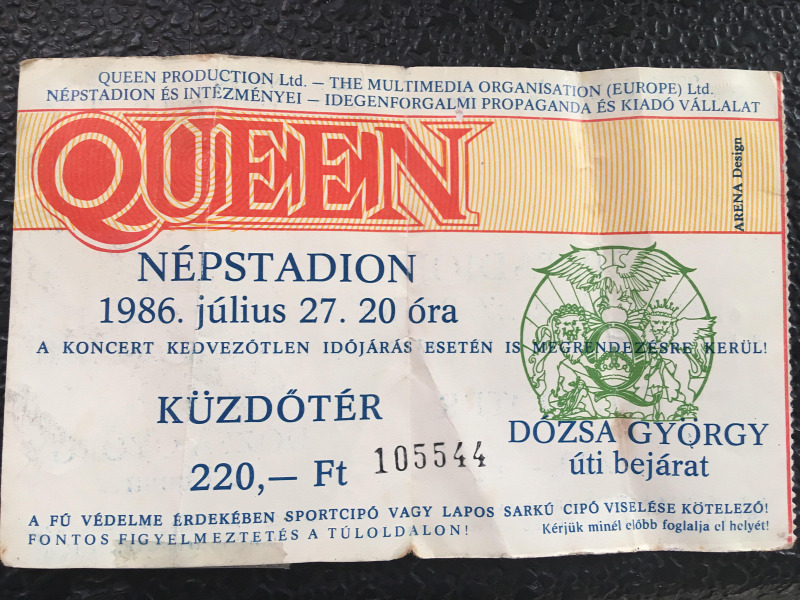 QUEEN PRODUCTION Ltd. – THE MULTIMEDIA ORGANISATION (EUROPE) Ltd.
NÉPSTADION ÉS INTÉZMÉNYEI – IDEGENFORGALMI PROPAGANDA ÉS KIADÓ VÁLLALAT
QUEEN
ARENA Design
NÉPSTADION
1986. július 27. 20 óra
A KONCERT KEDVEZŐTLEN IDŐJÁRÁS ESETÉN IS MEGRENDEZÉSRE KERÜL!
KÜZDŐTÉR
DÓZSA GYÖRGY
úti bejárat
220,— Ft 105544
A FŰ VÉDELME ÉRDEKÉBEN SPORTCIPŐ VAGY LAPOS SARKÚ CIPŐ VISELÉSE KÖTELEZŐ!
FONTOS FIGYELMEZTETÉS A TÚLOLDALON! Kérjük minél előbb foglalja el helyét!